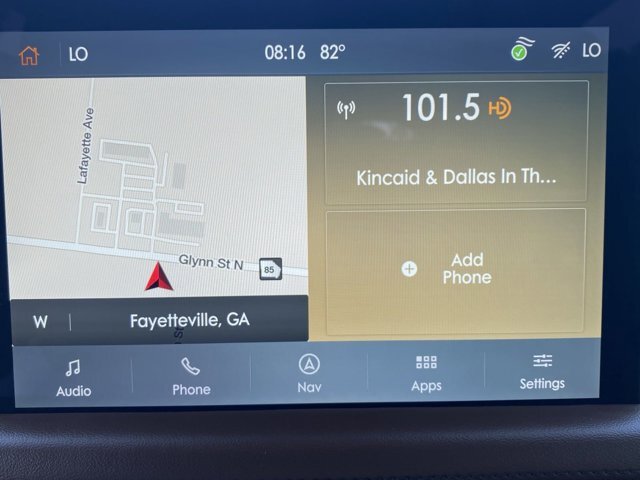 LO
08:16 82°
LO
Lafayette Ave
Glynn St N
85
W
Fayetteville, GA
101.5 HD
Kincaid & Dallas In Th...
Add
Phone
Audio
Phone
Nav
Apps
Settings